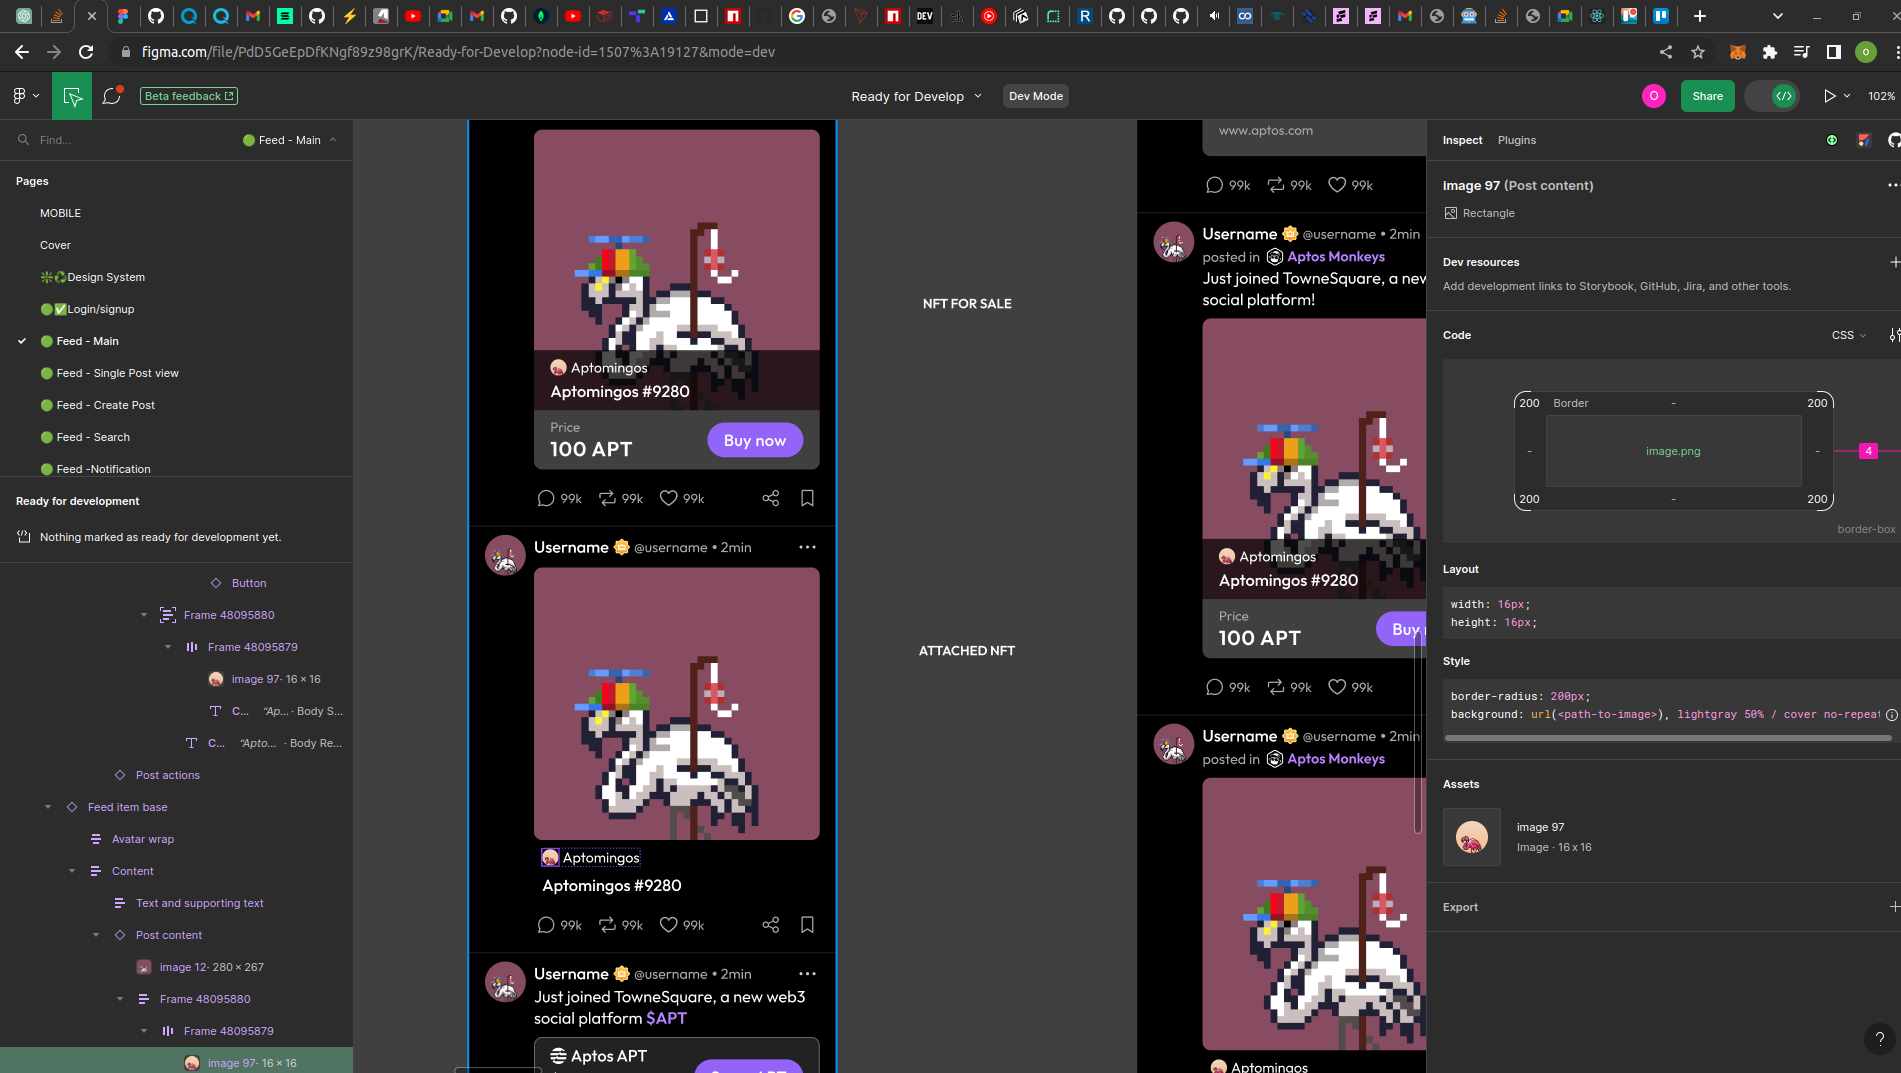 DEV
figma.com/file/PdD5GeEpDfKNgf89z98grK/Ready-for-Develop?node-id=1507%3A19127&mode=dev
Beta feedback
Ready for Develop
Dev Mode
O
Share
102%
Find...
Feed - Main
Pages
MOBILE
Cover
Design System
Login/signup
Feed - Main
Feed - Single Post view
Feed - Create Post
Feed - Search
Feed -Notification
Ready for development
Nothing marked as ready for development yet.
Button
Frame 48095880
Frame 48095879
image 97 · 16 × 16
C... “Ap... · Body S...
C... “Apto... · Body Re...
Post actions
Feed item base
Avatar wrap
Content
Text and supporting text
Post content
image 12 · 280 × 267
Frame 48095880
Frame 48095879
image 97 · 16 × 16
Aptomingos
Aptomingos #9280
Price
100 APT
Buy now
99k
99k
99k
Username @username • 2min
Aptomingos
Aptomingos #9280
99k
99k
99k
Username @username • 2min
Just joined TowneSquare, a new web3
social platform $APT
Aptos APT
NFT FOR SALE
ATTACHED NFT
www.aptos.com
99k
99k
99k
Username @username • 2min
posted in Aptos Monkeys
Just joined TowneSquare, a new
social platform!
Aptomingos
Aptomingos #9280
Price
100 APT
Buy
99k
99k
99k
Username @username • 2min
posted in Aptos Monkeys
Aptomingos
Inspect
Plugins
Image 97 (Post content)
Rectangle
Dev resources
Add development links to Storybook, GitHub, Jira, and other tools.
Code
CSS
200
Border
-
200
-
image.png
-
4
200
-
200
border-box
Layout
width: 16px;
height: 16px;
Style
border-radius: 200px;
background: url(<path-to-image>), lightgray 50% / cover no-repeat
Assets
image 97
Image · 16 x 16
Export
?